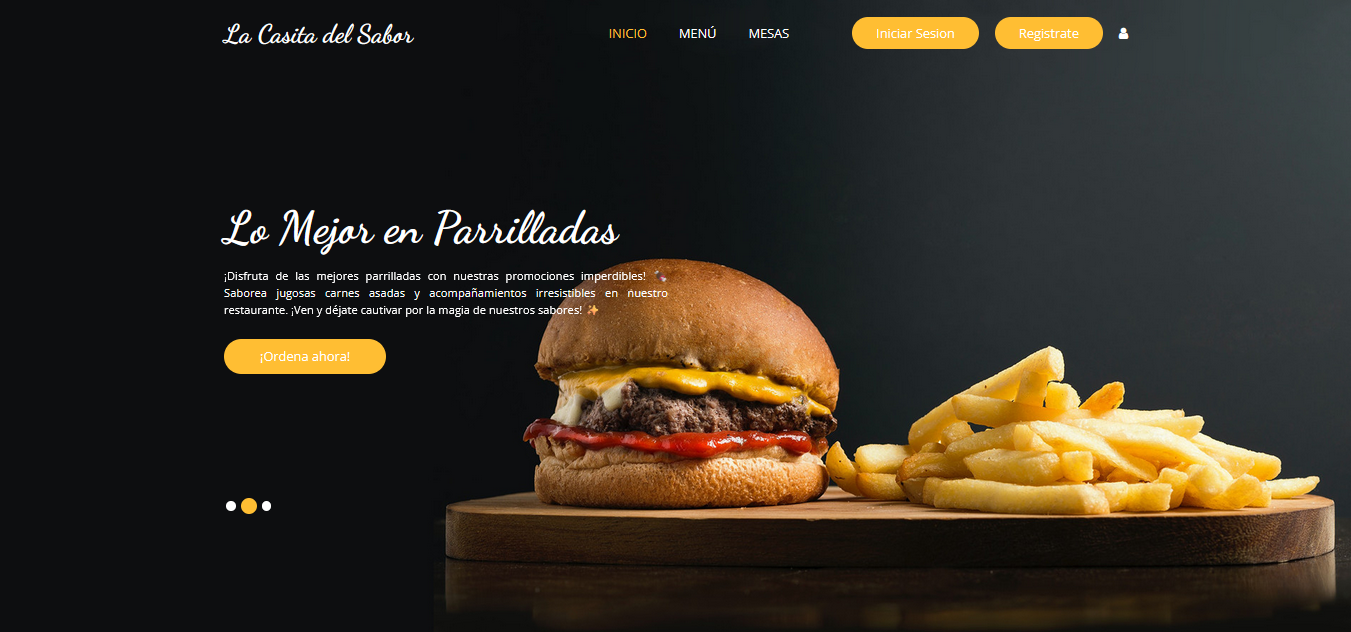 La Casita del Sabor
INICIO MENÚ MESAS Iniciar Sesion Registrate
Lo Mejor en Parrilladas
¡Disfruta de las mejores parrilladas con nuestras promociones imperdibles! 🍖
Saborea jugosas carnes asadas y acompañamientos irresistibles en nuestro
restaurante. ¡Ven y déjate cautivar por la magia de nuestros sabores! ✨
¡Ordena ahora!